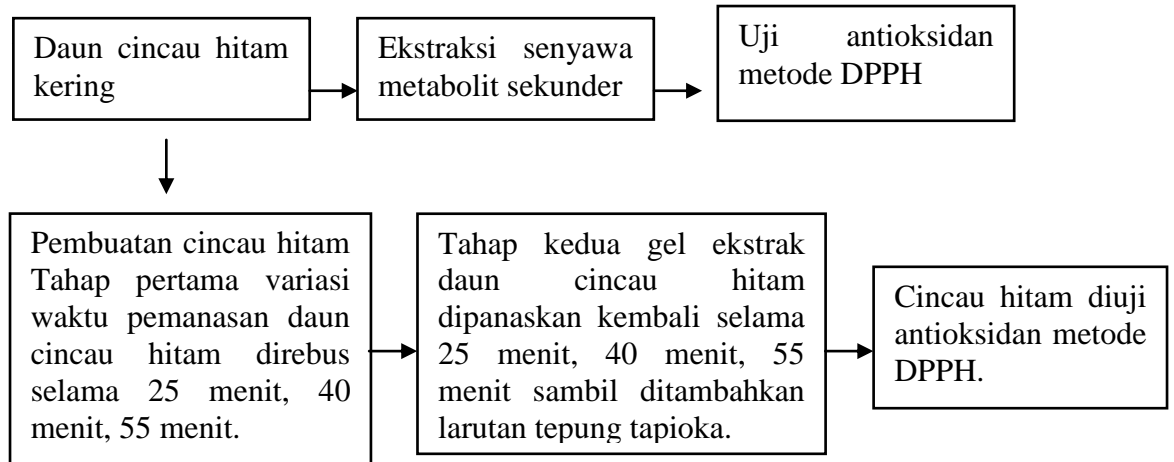 Daun cincau hitam
kering
Ekstraksi senyawa
metabolit sekunder
Uji antioksidan
metode DPPH
Pembuatan cincau hitam
Tahap pertama variasi
waktu pemanasan daun
cincau hitam direbus
selama 25 menit, 40
menit, 55 menit.
Tahap kedua gel ekstrak
daun cincau hitam
dipanaskan kembali selama
25 menit, 40 menit, 55
menit sambil ditambahkan
larutan tepung tapioka.
Cincau hitam diuji
antioksidan metode
DPPH.